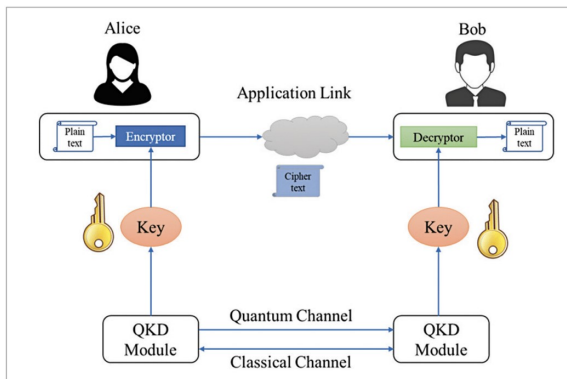 Alice
Bob
Application Link
Plain
text
Encryptor
Cipher
text
Decryptor
Plain
text
Key
Key
QKD
Module
Quantum Channel
Classical Channel
QKD
Module